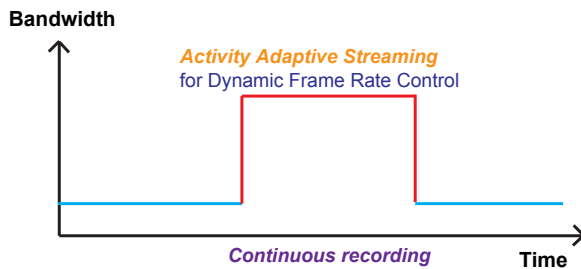 Bandwidth
Activity Adaptive Streaming
for Dynamic Frame Rate Control
Continuous recording
Time